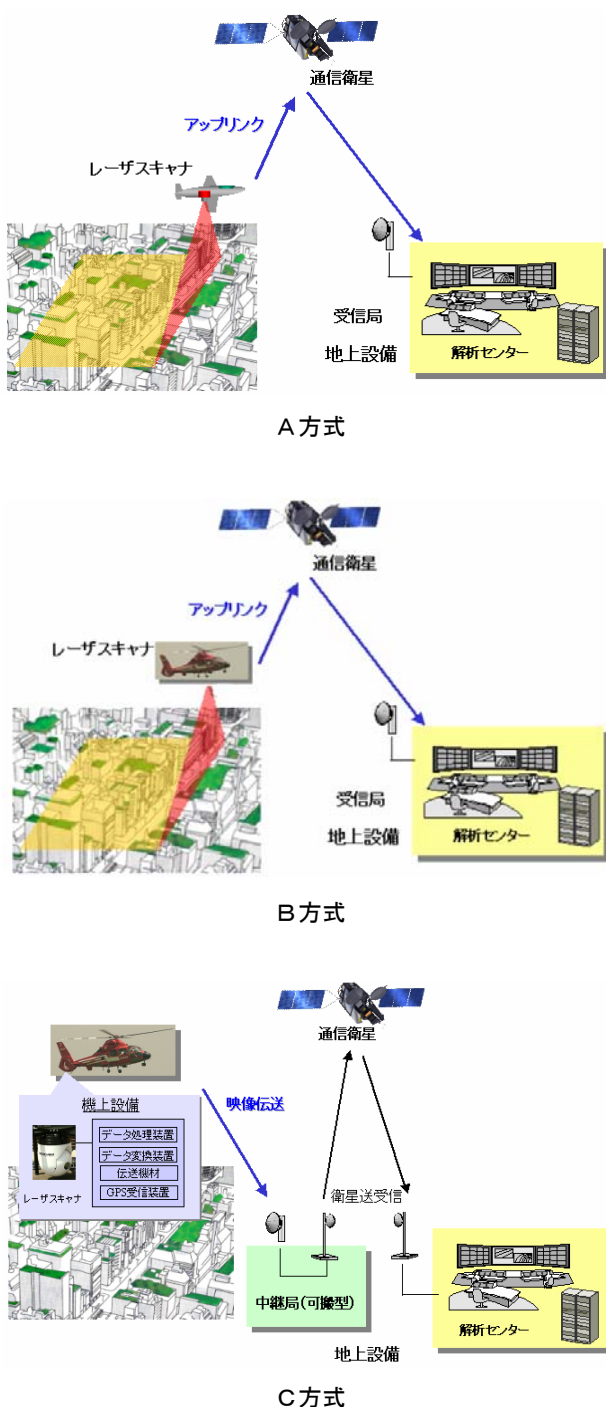 通信衛星
アップリンク
レーザスキャナ
受信局
地上設備
解析センター
A方式
通信衛星
アップリンク
レーザスキャナ
受信局
地上設備
解析センター
B方式
通信衛星
機上設備
映像伝送
データ処理装置
データ変換装置
伝送機材
GPS受信装置
レーザスキャナ
衛星送受信
中継局(可搬型)
解析センター
地上設備
C方式